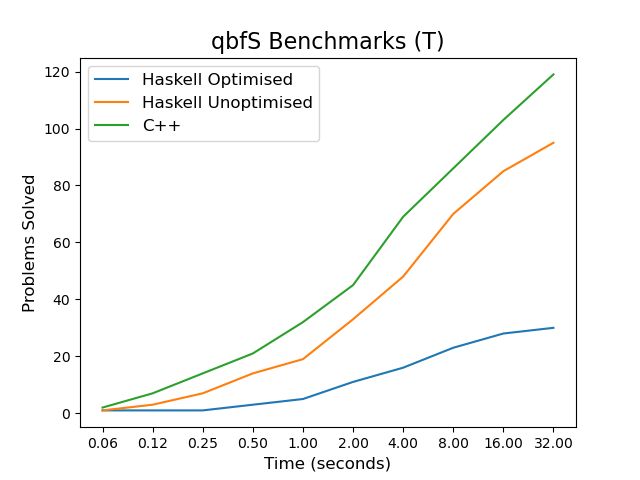 qbfS Benchmarks (T)
Haskell Optimised
Haskell Unoptimised
C++
Problems Solved
120
100
80
60
40
20
0
0.06 0.12 0.25 0.50 1.00 2.00 4.00 8.00 16.00 32.00
Time (seconds)